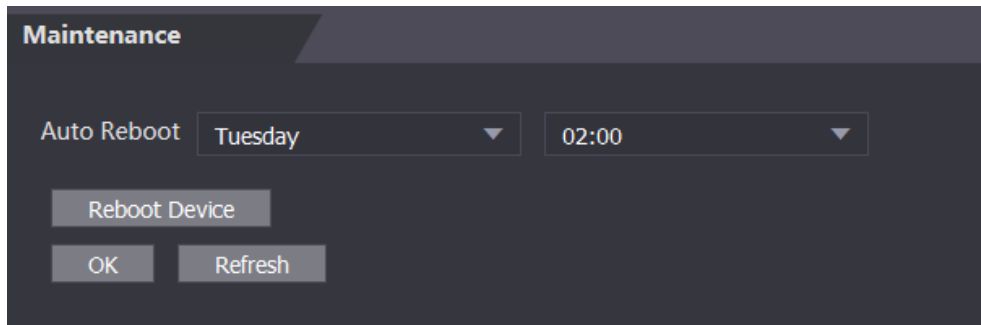 Maintenance
Auto Reboot Tuesday 02:00
Reboot Device
OK Refresh